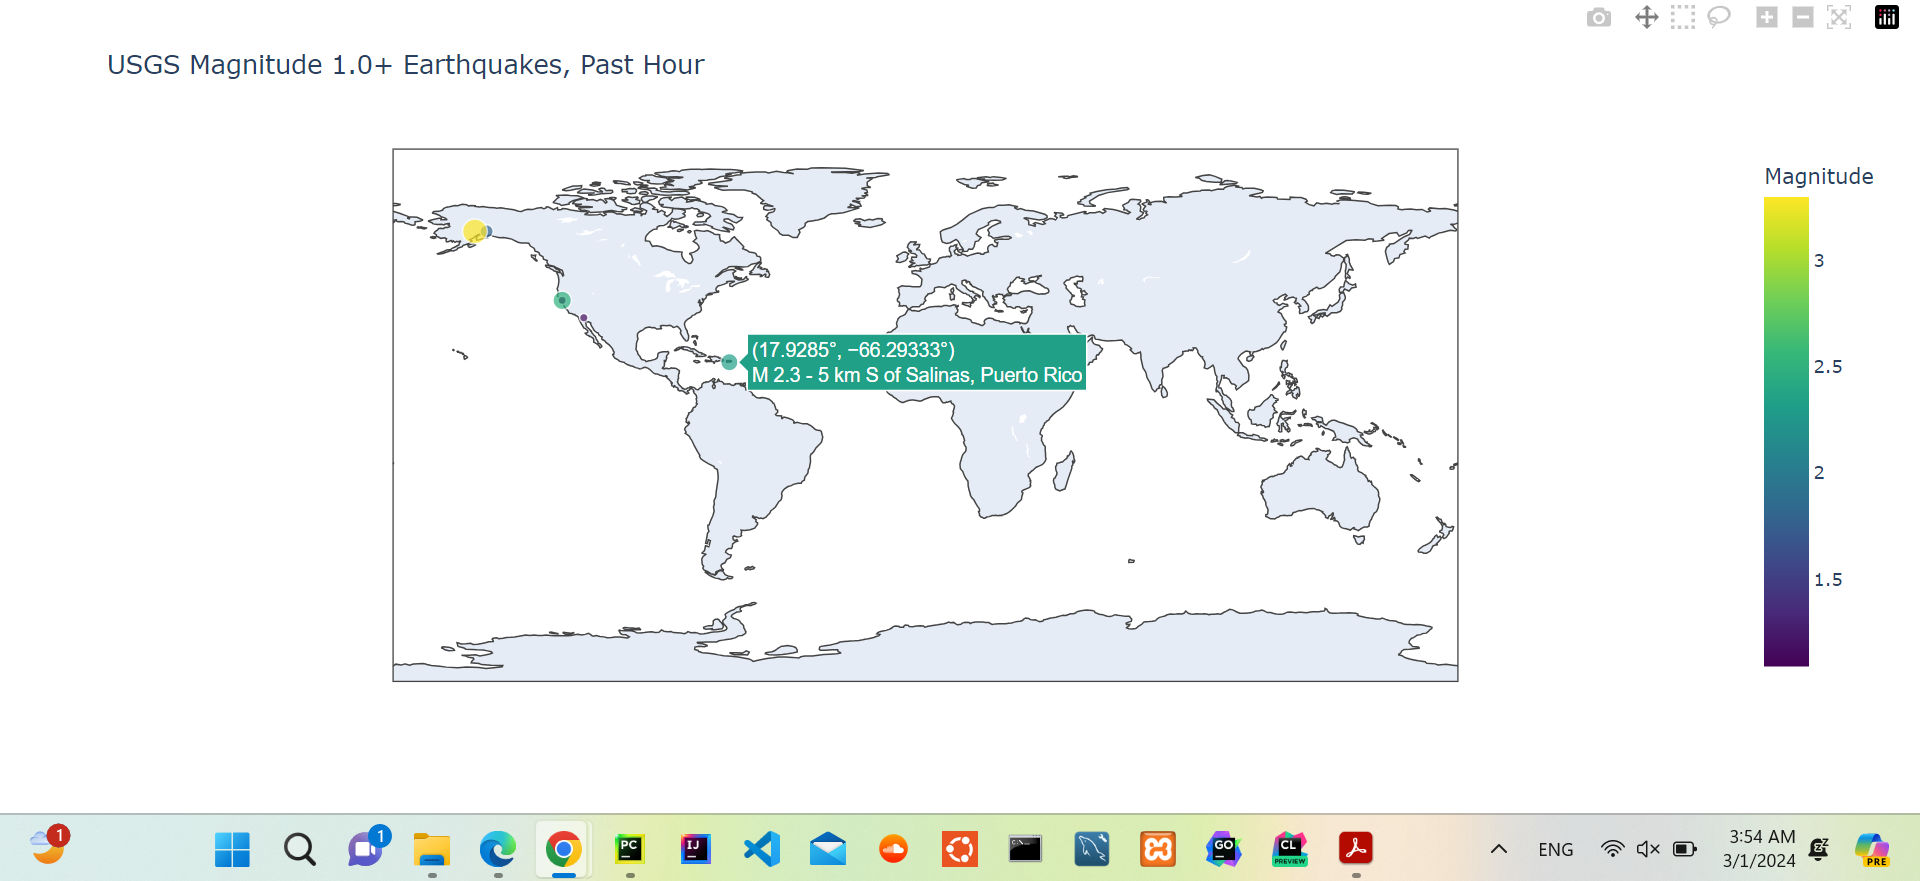 USGS Magnitude 1.0+ Earthquakes, Past Hour
Magnitude
3
2.5
2
1.5
(17.9285°, −66.29333°)
M 2.3 - 5 km S of Salinas, Puerto Rico
1
1
PC
IJ
GO
CL
PREVIEW
ENG
3:54 AM
3/1/2024
PRE